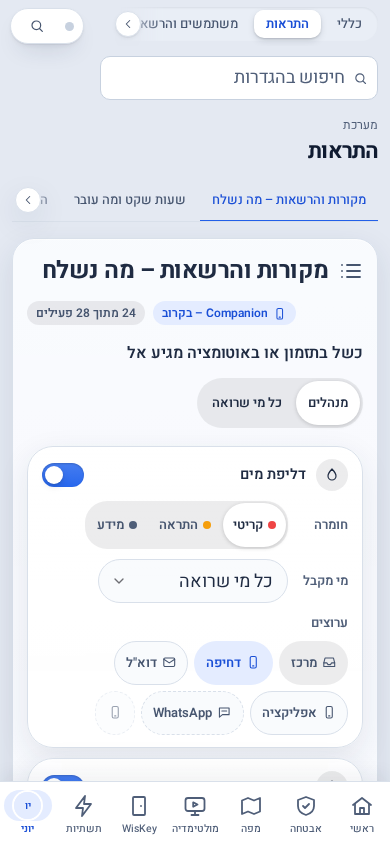 כללי
התראות
משתמשים והרשא
חיפוש בהגדרות
מערכת
התראות
מקורות והרשאות – מה נשלח
שעות שקט ומה עובר
מקורות והרשאות – מה נשלח
Companion – בקרוב
24 מתוך 28 פעילים
כשל בתזמון או באוטומציה מגיע אל
מנהלים
כל מי שרואה
דליפת מים
חומרה
קריטי
התראה
מידע
מי מקבל
כל מי שרואה
ערוצים
מרכז
דחיפה
דוא"ל
אפליקציה
WhatsApp
ראשי
אבטחה
מפה
מולטימדיה
WisKey
תשתיות
יו
יוני